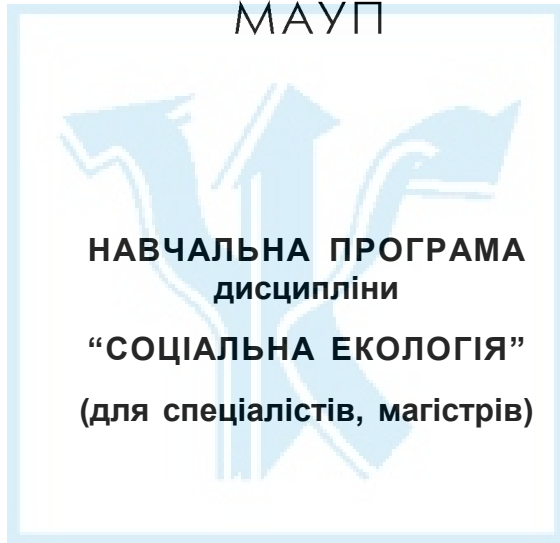 МАУП
НАВЧАЛЬНА ПРОГРАМА
дисципліни
“СОЦІАЛЬНА ЕКОЛОГІЯ”
(для спеціалістів, магістрів)